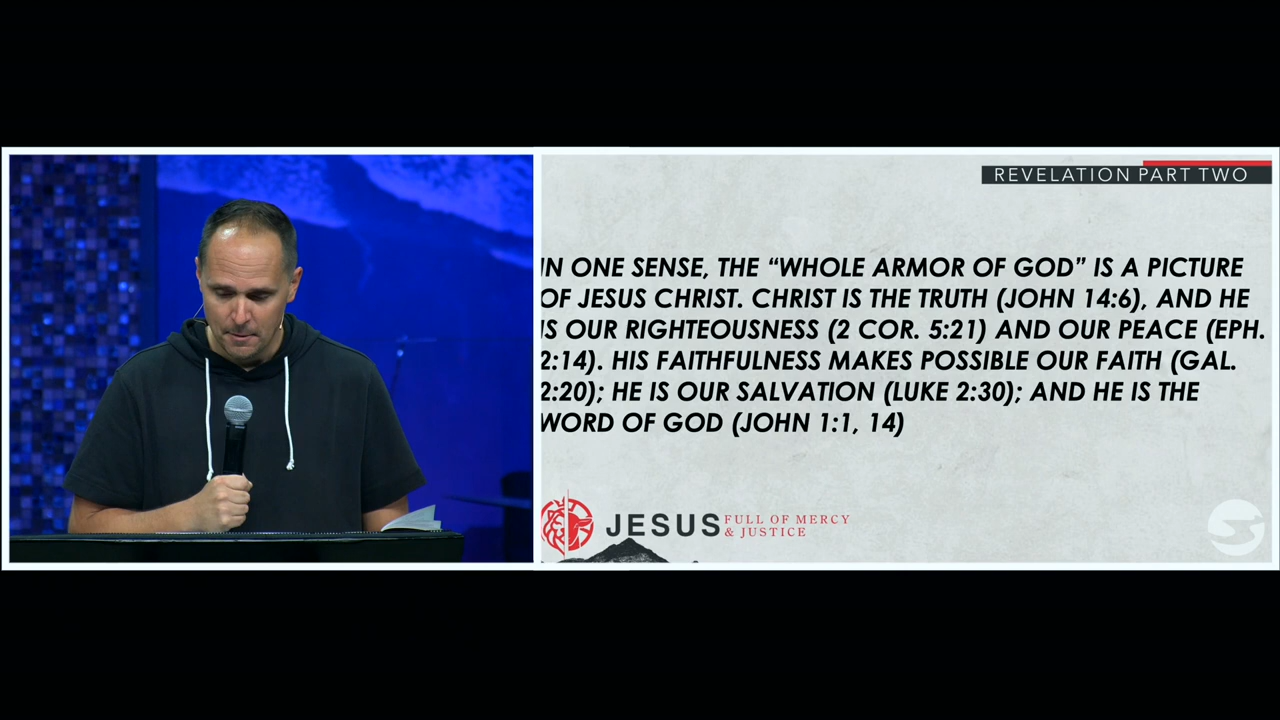 REVELATION PART TWO
IN ONE SENSE, THE “WHOLE ARMOR OF GOD” IS A PICTURE
OF JESUS CHRIST. CHRIST IS THE TRUTH (JOHN 14:6), AND HE
IS OUR RIGHTEOUSNESS (2 COR. 5:21) AND OUR PEACE (EPH.
2:14). HIS FAITHFULNESS MAKES POSSIBLE OUR FAITH (GAL.
2:20); HE IS OUR SALVATION (LUKE 2:30); AND HE IS THE
WORD OF GOD (JOHN 1:1, 14)
JESUS FULL OF MERCY
& JUSTICE